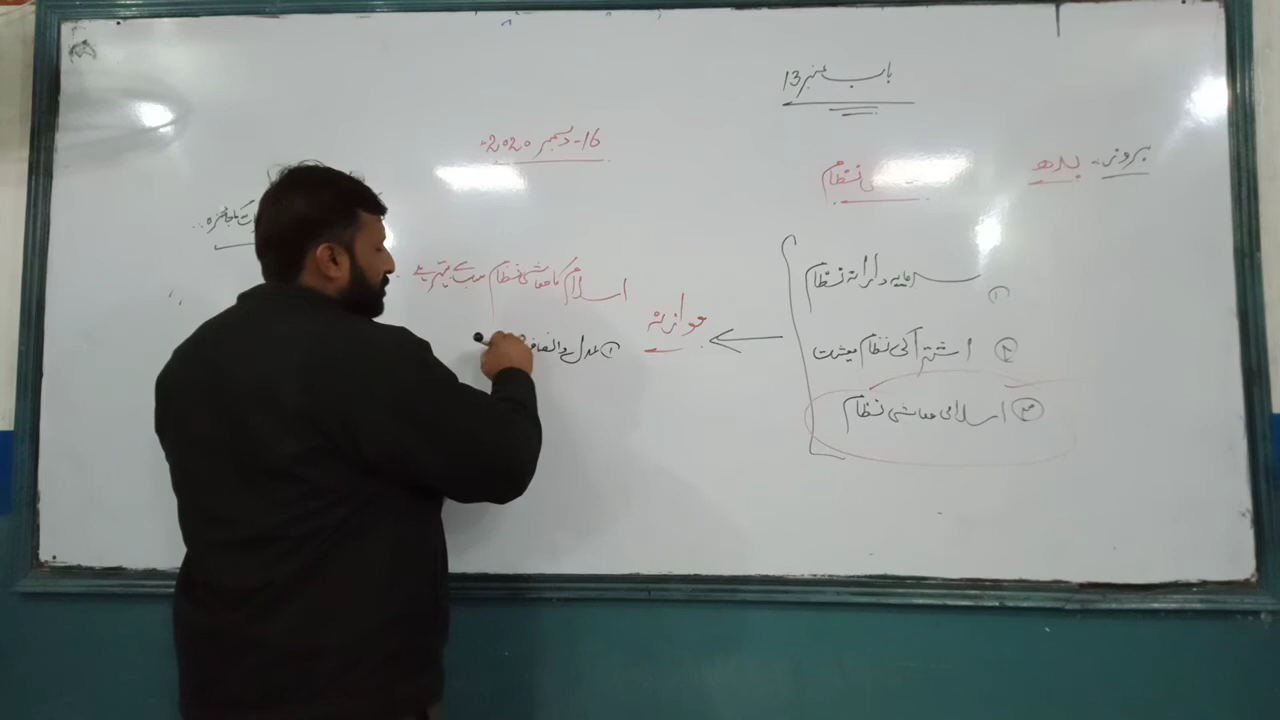 باب نمبر 13
بروز۔ بدھ
16- دسمبر 2020ء
نظام
سرمایہ دارانہ نظام ①
② اشتراکی نظام معیشت
③ اسلامی معاشی نظام
موازنہ
اسلام کا معاشی نظام سب سے بہتر ہے
① عدل و انصاف